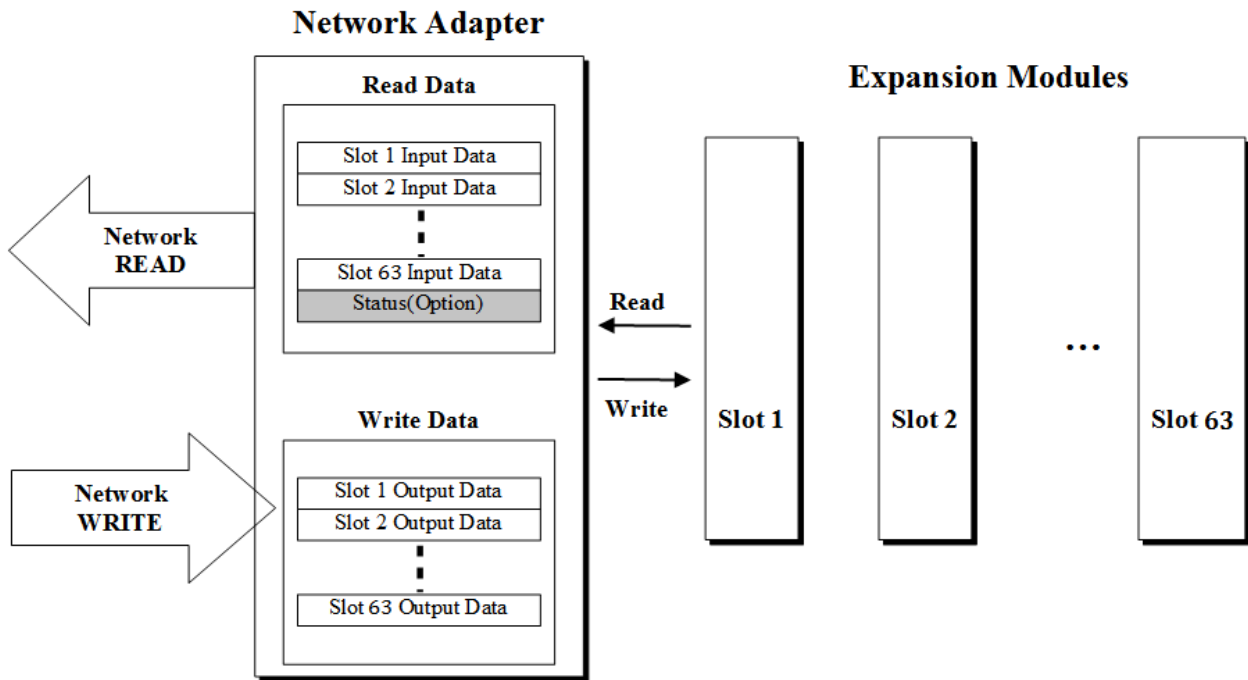 Network Adapter
Expansion Modules
Read Data
Slot 1 Input Data
Slot 2 Input Data
Slot 63 Input Data
Status(Option)
Network
READ
Read
Write
Write Data
Slot 1 Output Data
Slot 2 Output Data
Slot 63 Output Data
Network
WRITE
Slot 1
Slot 2
...
Slot 63